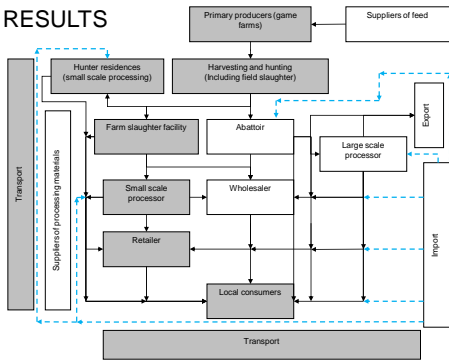 RESULTS
Primary producers (game
farms)
Suppliers of feed
Hunter residences
(small scale processing)
Harvesting and hunting
(Including field slaughter)
Export
Farm slaughter facility
Abattoir
Large scale
processor
Transport
Suppliers of processing materials
Small scale
processor
Wholesaler
Import
Retailer
Local consumers
Transport